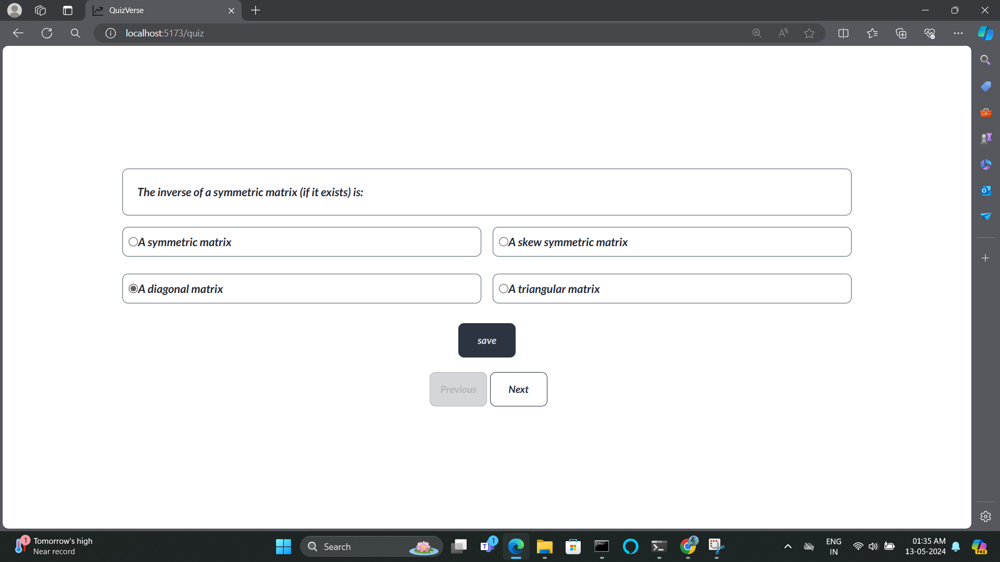 QuizVerse
localhost:5173/quiz
The inverse of a symmetric matrix (if it exists) is:
A symmetric matrix
A skew symmetric matrix
A diagonal matrix
A triangular matrix
save
Previous
Next
1
Tomorrow's high
Near record
Search
1
ENG
IN
01:35 AM
13-05-2024
PRE